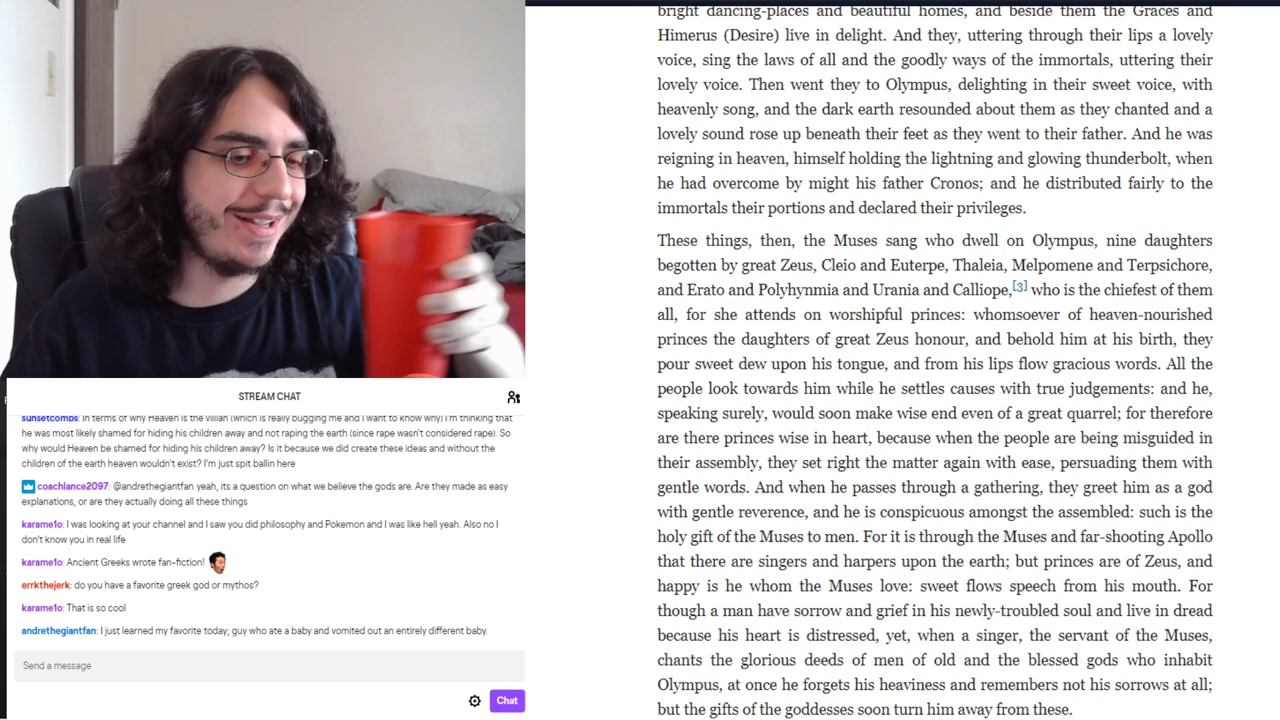 bright dancing-places and beautiful homes, and beside them the Graces and
Himerus (Desire) live in delight. And they, uttering through their lips a lovely
voice, sing the laws of all and the goodly ways of the immortals, uttering their
lovely voice. Then went they to Olympus, delighting in their sweet voice, with
heavenly song, and the dark earth resounded about them as they chanted and a
lovely sound rose up beneath their feet as they went to their father. And he was
reigning in heaven, himself holding the lightning and glowing thunderbolt, when
he had overcome by might his father Cronos; and he distributed fairly to the
immortals their portions and declared their privileges.
These things, then, the Muses sang who dwell on Olympus, nine daughters
begotten by great Zeus, Cleio and Euterpe, Thaleia, Melpomene and Terpsichore,
and Erato and Polyhynmia and Urania and Calliope,[3] who is the chiefest of them
all, for she attends on worshipful princes: whomsoever of heaven-nourished
princes the daughters of great Zeus honour, and behold him at his birth, they
pour sweet dew upon his tongue, and from his lips flow gracious words. All the
people look towards him while he settles causes with true judgements: and he,
speaking surely, would soon make wise end even of a great quarrel; for therefore
are there princes wise in heart, because when the people are being misguided in
their assembly, they set right the matter again with ease, persuading them with
gentle words. And when he passes through a gathering, they greet him as a god
with gentle reverence, and he is conspicuous amongst the assembled: such is the
holy gift of the Muses to men. For it is through the Muses and far-shooting Apollo
that there are singers and harpers upon the earth; but princes are of Zeus, and
happy is he whom the Muses love: sweet flows speech from his mouth. For
though a man have sorrow and grief in his newly-troubled soul and live in dread
because his heart is distressed, yet, when a singer, the servant of the Muses,
chants the glorious deeds of men of old and the blessed gods who inhabit
Olympus, at once he forgets his heaviness and remembers not his sorrows at all;
but the gifts of the goddesses soon turn him away from these.
STREAM CHAT
sunsetcombs: In terms of why Heaven is the villian (which is really bugging me and I want to know why) I'm thinking that
he was most likely shamed for hiding his children away and not raping the earth (since rape wasn't considered rape). So
why would Heaven be shamed for hiding his children away? Is it because we did create these ideas and without the
children of the earth heaven wouldn't exist? I'm just spit ballin here
coachlance2097: @andrethegiantfan yeah, its a question on what we believe the gods are. Are they made as easy
explanations, or are they actually doing all these things
karame1o: I was looking at your channel and I saw you did philosophy and Pokemon and I was like hell yeah. Also no I
don't know you in real life
karame1o: Ancient Greeks wrote fan-fiction!
errkthejerk: do you have a favorite greek god or mythos?
karame1o: That is so cool
andrethegiantfan: I just learned my favorite today; guy who ate a baby and vomited out an entirely different baby.
Send a message
Chat